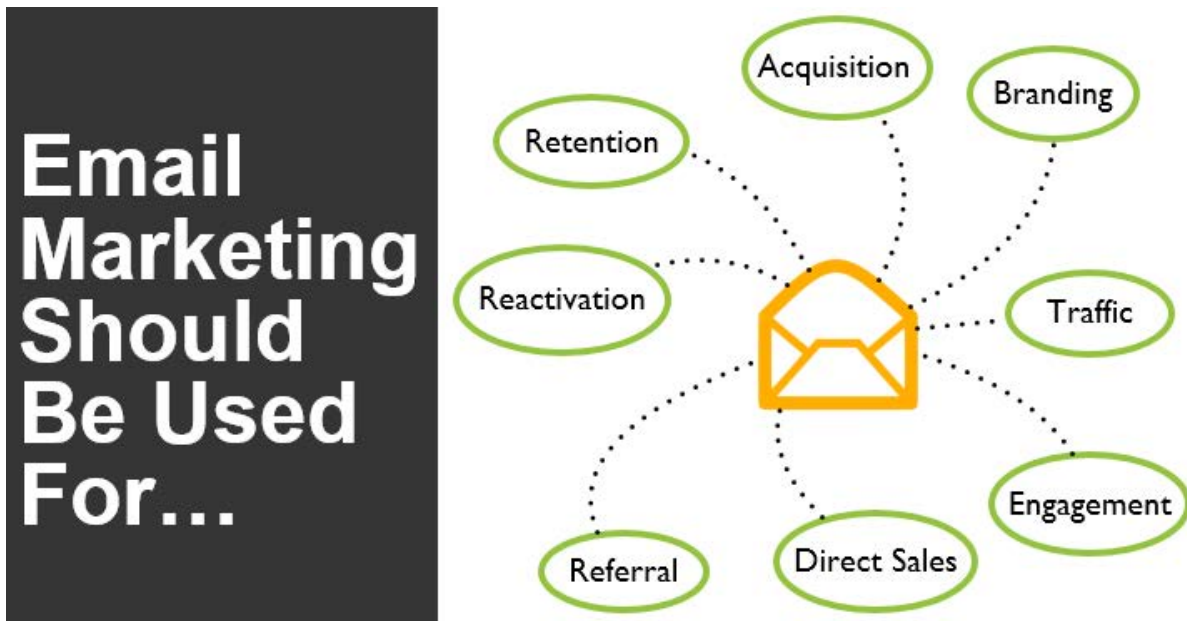 Email
Marketing
Should
Be Used
For...
Acquisition
Branding
Retention
Reactivation
Traffic
Engagement
Direct Sales
Referral